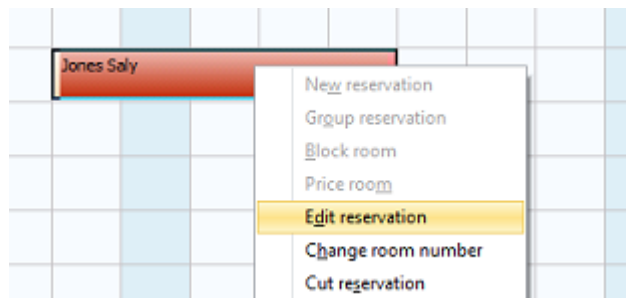 Jones Saly
New reservation
Group reservation
Block room
Price room
Edit reservation
Change room number
Cut reservation